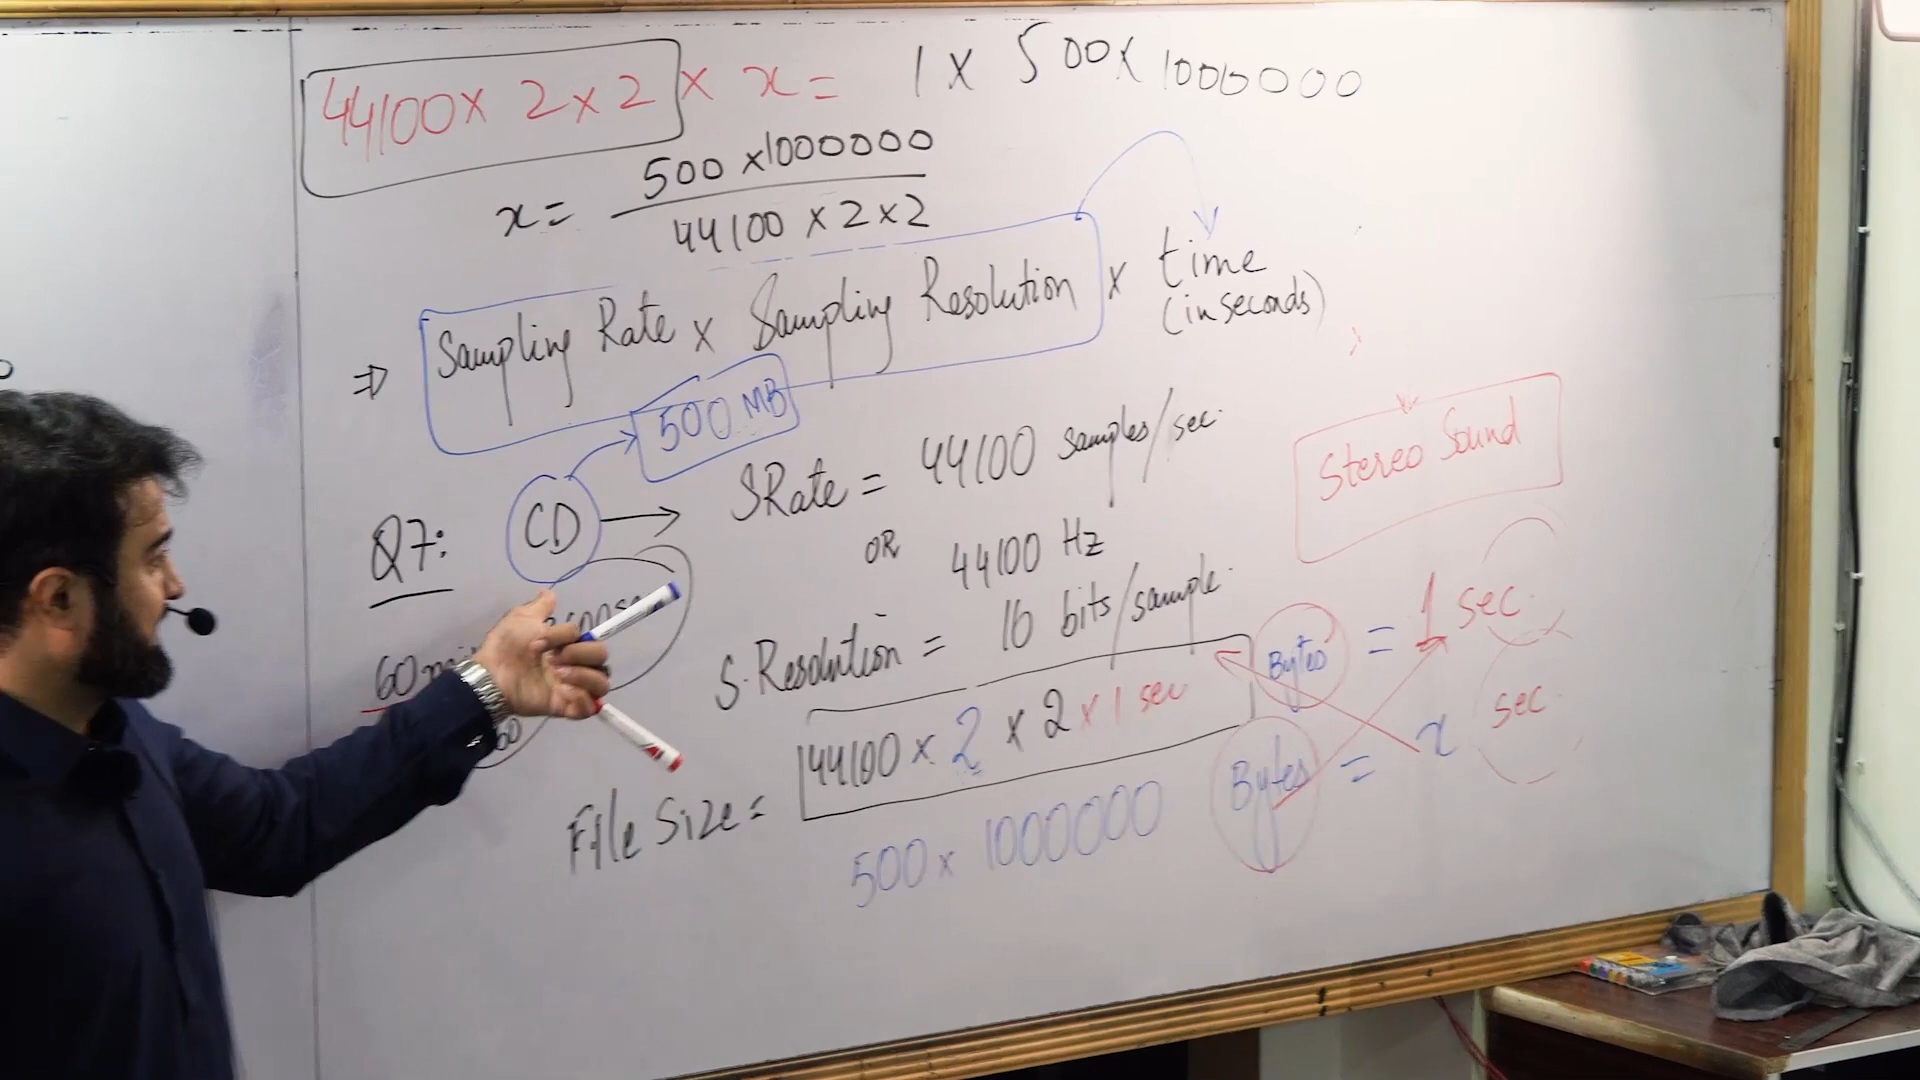 44100 x 2 x 2 x x = 1 x 500 x 1000000
x = 500 x 1000000
44100 x 2 x 2
⇒ Sampling Rate x Sampling Resolution x time
(in seconds)
500 MB
Stereo Sound
Q7: CD → SRate = 44100 samples/sec.
OR 44100 Hz
S. Resolution = 16 bits/sample.
60
File Size = 44100 x 2 x 2 x 1 sec Bytes = 1 sec.
500 x 1000000 Bytes = x sec.